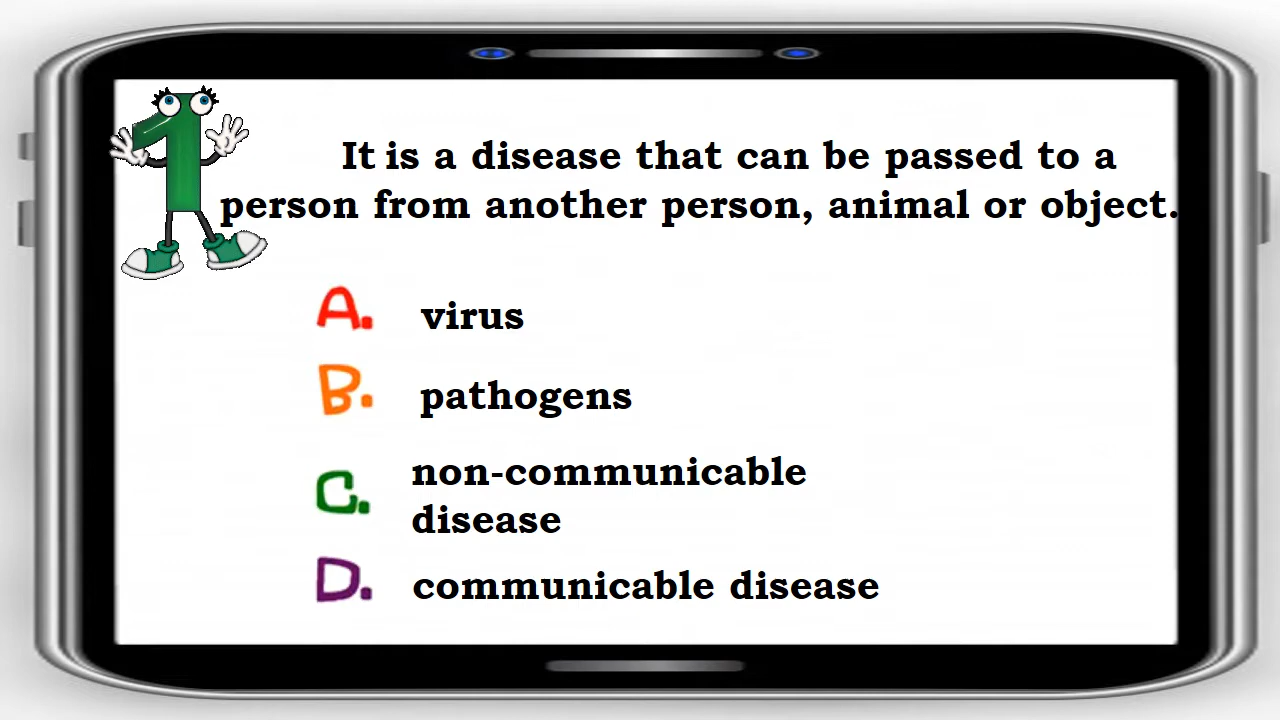 1
It is a disease that can be passed to a
person from another person, animal or object.
A. virus
B. pathogens
C. non-communicable
disease
D. communicable disease